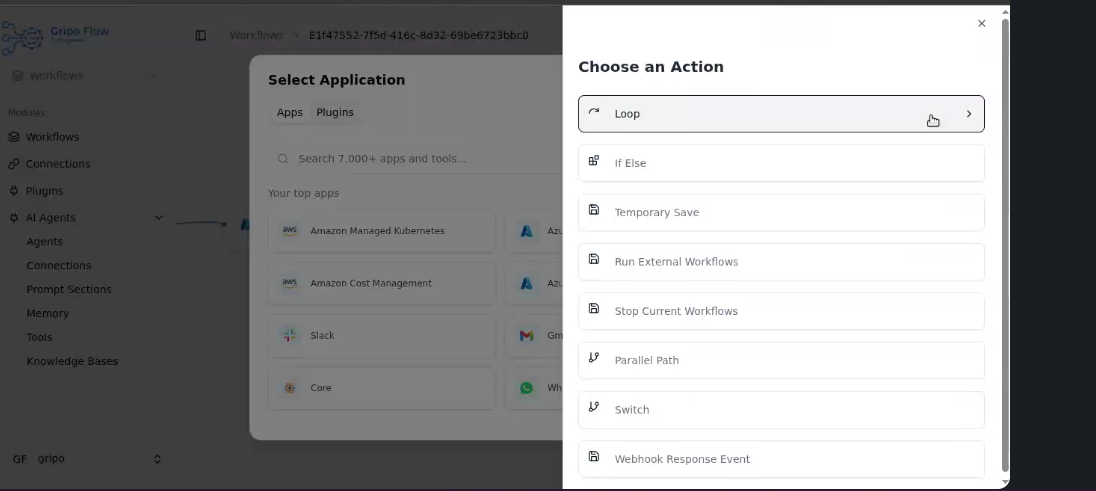 Gripo Flow
Workflows > E1f47552-7f5d-416c-8d32-69be6723bbc0
workflows
Modules
Workflows
Connections
Plugins
AI Agents
Agents
Connections
Prompt Sections
Memory
Tools
Knowledge Bases
GF gripo
Select Application
Apps Plugins
Search 7,000+ apps and tools...
Your top apps
aws Amazon Managed Kubernetes
Azu
aws Amazon Cost Management
Azu
Slack
Gm
Core
Wh
Choose an Action
Loop
If Else
Temporary Save
Run External Workflows
Stop Current Workflows
Parallel Path
Switch
Webhook Response Event